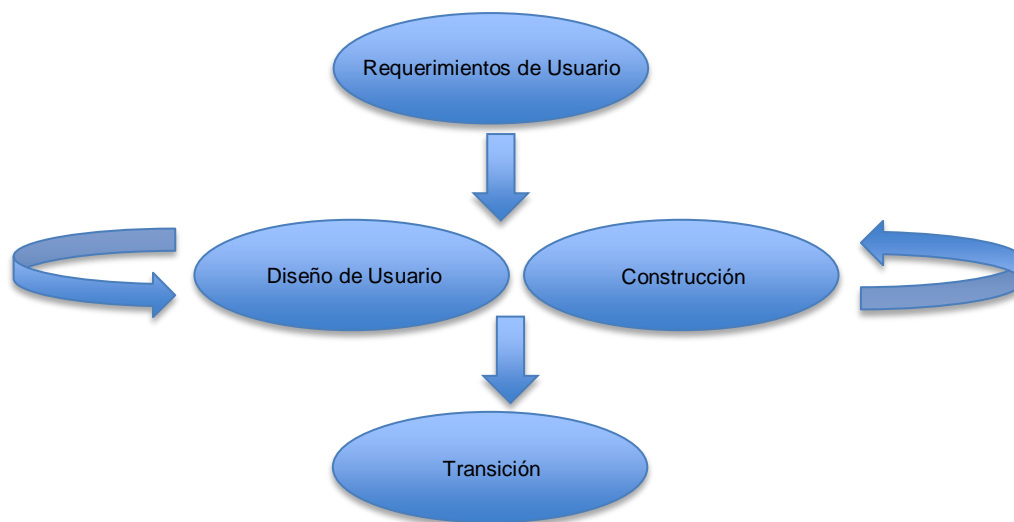 Requerimientos de Usuario
Diseño de Usuario
Construcción
Transición